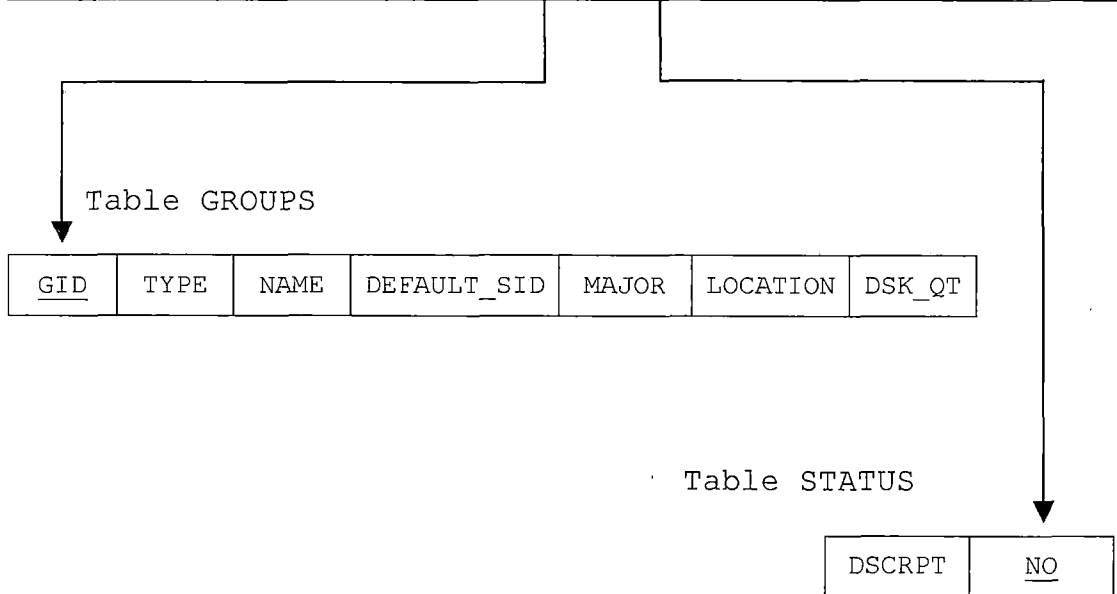 Table GROUPS
GID TYPE NAME DEFAULT_SID MAJOR LOCATION DSK_QT
Table STATUS
DSCRPT NO